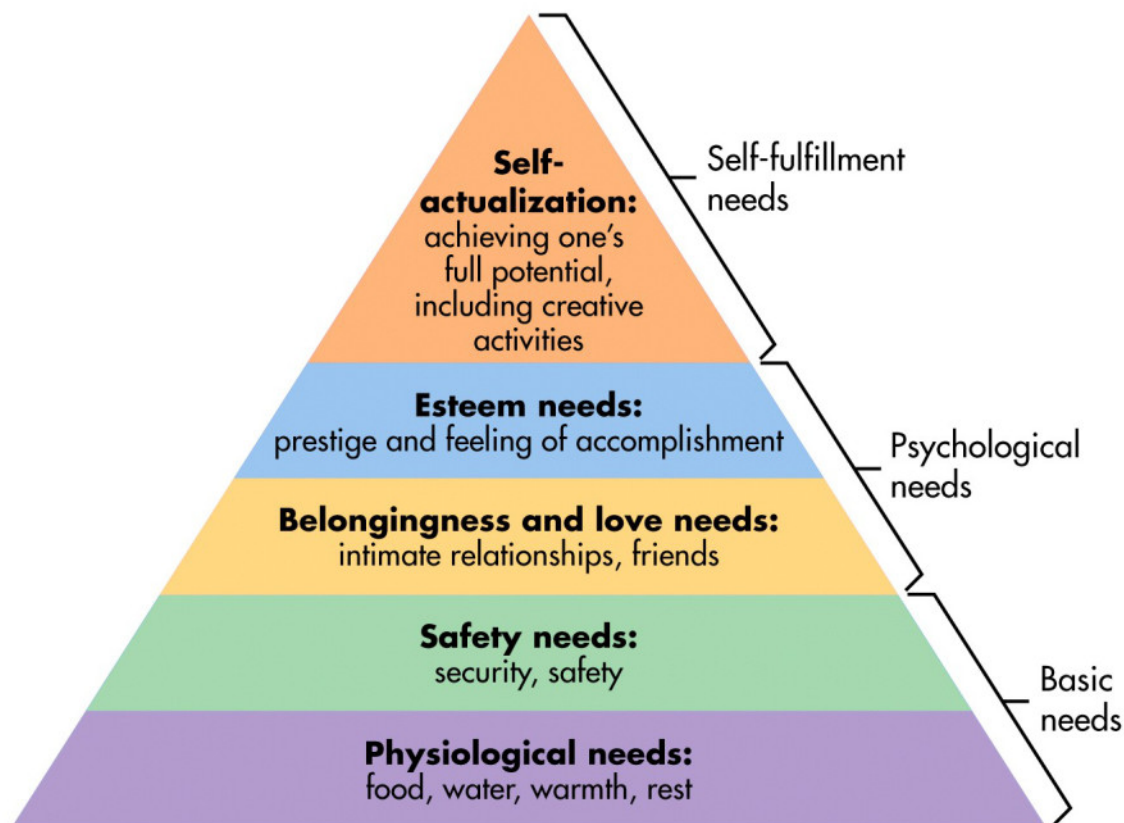 Self-
actualization:
achieving one's
full potential,
including creative
activities
Self-fulfillment
needs
Esteem needs:
prestige and feeling of accomplishment
Psychological
needs
Belongingness and love needs:
intimate relationships, friends
Safety needs:
security, safety
Basic
needs
Physiological needs:
food, water, warmth, rest